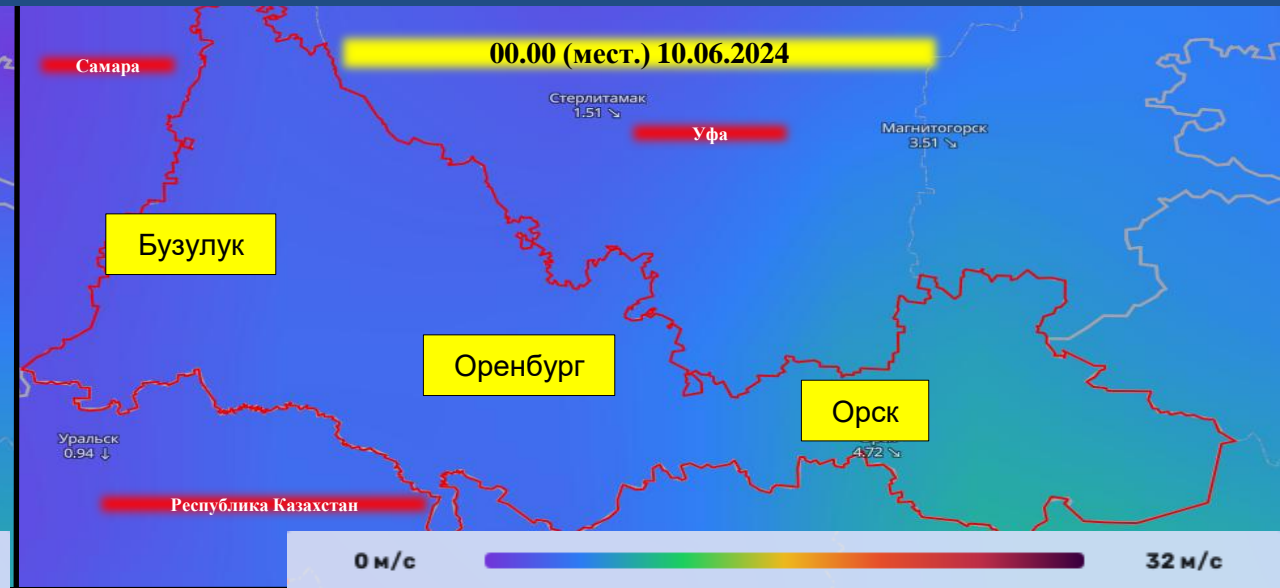 00.00 (мест.) 10.06.2024
Самара
Стерлитамак
1.51 ↘
Уфа
Магнитогорск
3.51 ↘
Бузулук
Оренбург
Орск
4.72 ↘
Уральск
0.94 ↓
Республика Казахстан
0 м/с
32 м/с